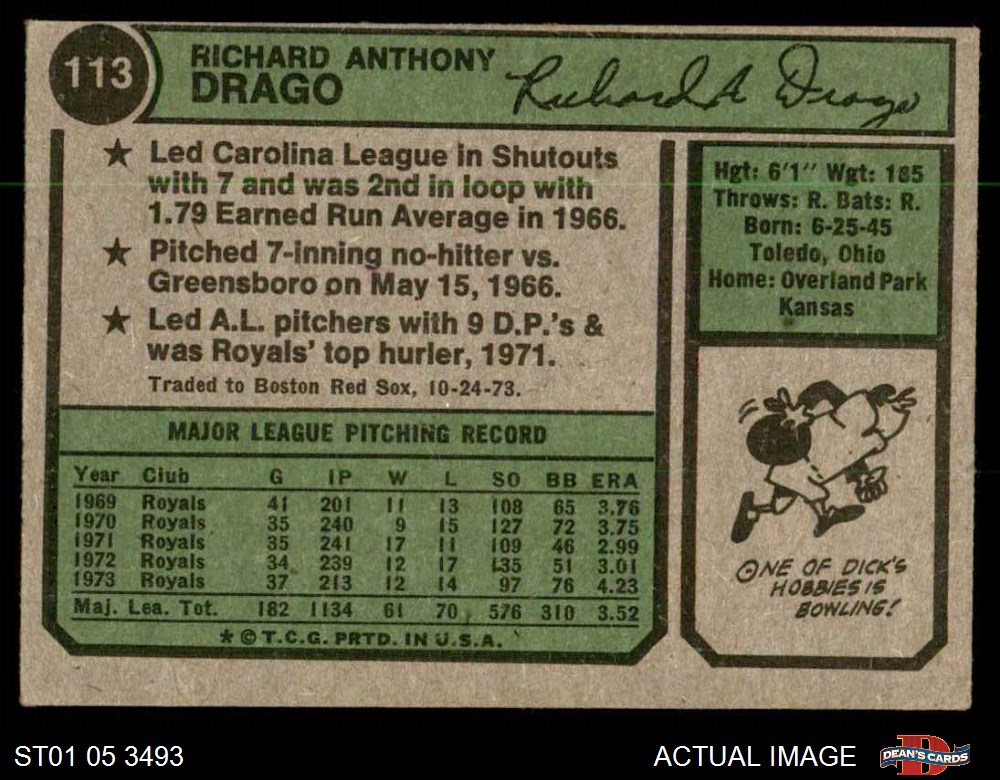 113
RICHARD ANTHONY
DRAGO
Richard A Drago
★ Led Carolina League in Shutouts
with 7 and was 2nd in loop with
1.79 Earned Run Average in 1966.
★ Pitched 7-inning no-hitter vs.
Greensboro on May 15, 1966.
★ Led A.L. pitchers with 9 D.P.'s &
was Royals' top hurler, 1971.
Traded to Boston Red Sox, 10-24-73.
Hgt: 6'1" Wgt: 185
Throws: R. Bats: R.
Born: 6-25-45
Toledo, Ohio
Home: Overland Park
Kansas
MAJOR LEAGUE PITCHING RECORD
Year Club G IP W L SO BB ERA
1969 Royals 41 201 11 13 108 65 3.76
1970 Royals 35 240 9 15 127 72 3.75
1971 Royals 35 241 17 11 109 46 2.99
1972 Royals 34 239 12 17 135 51 3.01
1973 Royals 37 213 12 14 97 76 4.23
Maj. Lea. Tot. 182 1134 61 70 576 310 3.52
★ © T.C.G. PRTD. IN U.S.A.
ONE OF DICK'S
HOBBIES IS
BOWLING!
ST01 05 3493
ACTUAL IMAGE
DEAN'S CARDS